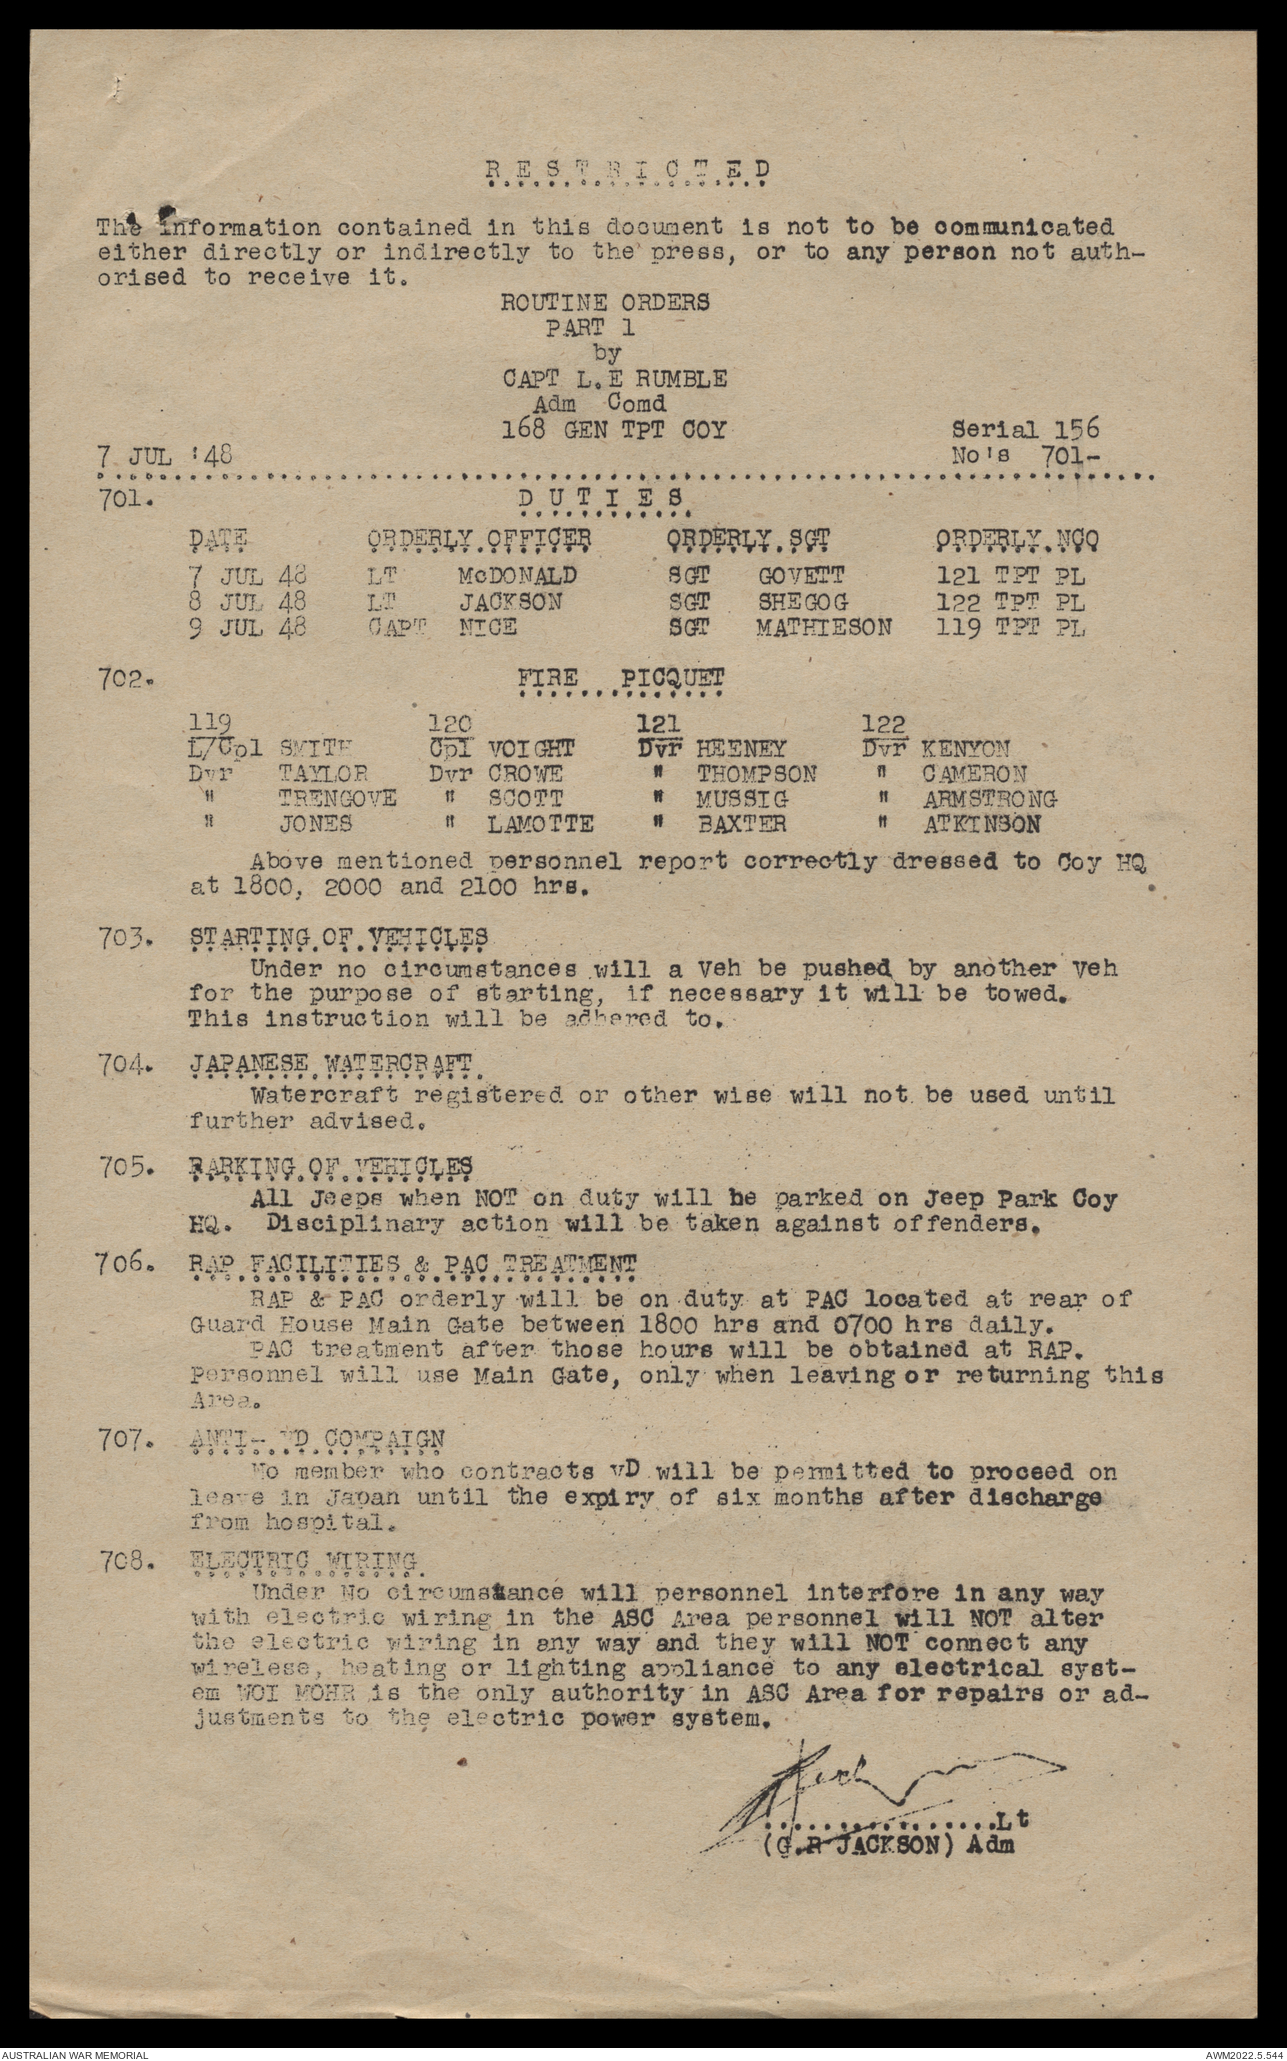 R E S T R I C T E D
The information contained in this document is not to be communicated
either directly or indirectly to the press, or to any person not auth-
orised to receive it.
ROUTINE ORDERS
PART 1
by
CAPT L.E RUMBLE
Adm Comd
168 GEN TPT COY Serial 156
7 JUL '48 No's 701-
701. D U T I E S
DATE ORDERLY OFFICER ORDERLY SGT ORDERLY NCO
7 JUL 48 LT McDONALD SGT GOVETT 121 TPT PL
8 JUL 48 LT JACKSON SGT SHEGOG 122 TPT PL
9 JUL 48 CAPT NICE SGT MATHIESON 119 TPT PL
702. FIRE PICQUET
119 120 121 122
L/Cpl SMITH Cpl VOIGHT Dvr HEENEY Dvr KENYON
Dvr TAYLOR Dvr CROWE " THOMPSON " CAMERON
" TRENGOVE " SCOTT " MUSSIG " ARMSTRONG
" JONES " LAMOTTE " BAXTER " ATKINSON
Above mentioned personnel report correctly dressed to Coy HQ
at 1800, 2000 and 2100 hrs.
703. STARTING OF VEHICLES
Under no circumstances will a Veh be pushed by another Veh
for the purpose of starting, if necessary it will be towed.
This instruction will be adhered to.
704. JAPANESE WATERCRAFT.
Watercraft registered or other wise will not be used until
further advised.
705. PARKING OF VEHICLES
All Jeeps when NOT on duty will be parked on Jeep Park Coy
HQ. Disciplinary action will be taken against offenders.
706. RAP FACILITIES & PAC TREATMENT
RAP & PAC orderly will be on duty at PAC located at rear of
Guard House Main Gate between 1800 hrs and 0700 hrs daily.
PAC treatment after those hours will be obtained at RAP.
Personnel will use Main Gate, only when leaving or returning this
Area.
707. ANTI- VD COMPAIGN
No member who contracts VD will be permitted to proceed on
leave in Japan until the expiry of six months after discharge
from hospital.
708. ELECTRIC WIRING.
Under No circumstance will personnel interfore in any way
with electric wiring in the ASC Area personnel will NOT alter
the electric wiring in any way and they will NOT connect any
wirelese, heating or lighting appliance to any electrical syst-
em WOI MOHR is the only authority in ASC Area for repairs or ad-
justments to the electric power system.
................Lt
(G.R JACKSON) Adm
AUSTRALIAN WAR MEMORIAL AWM2022.5.544